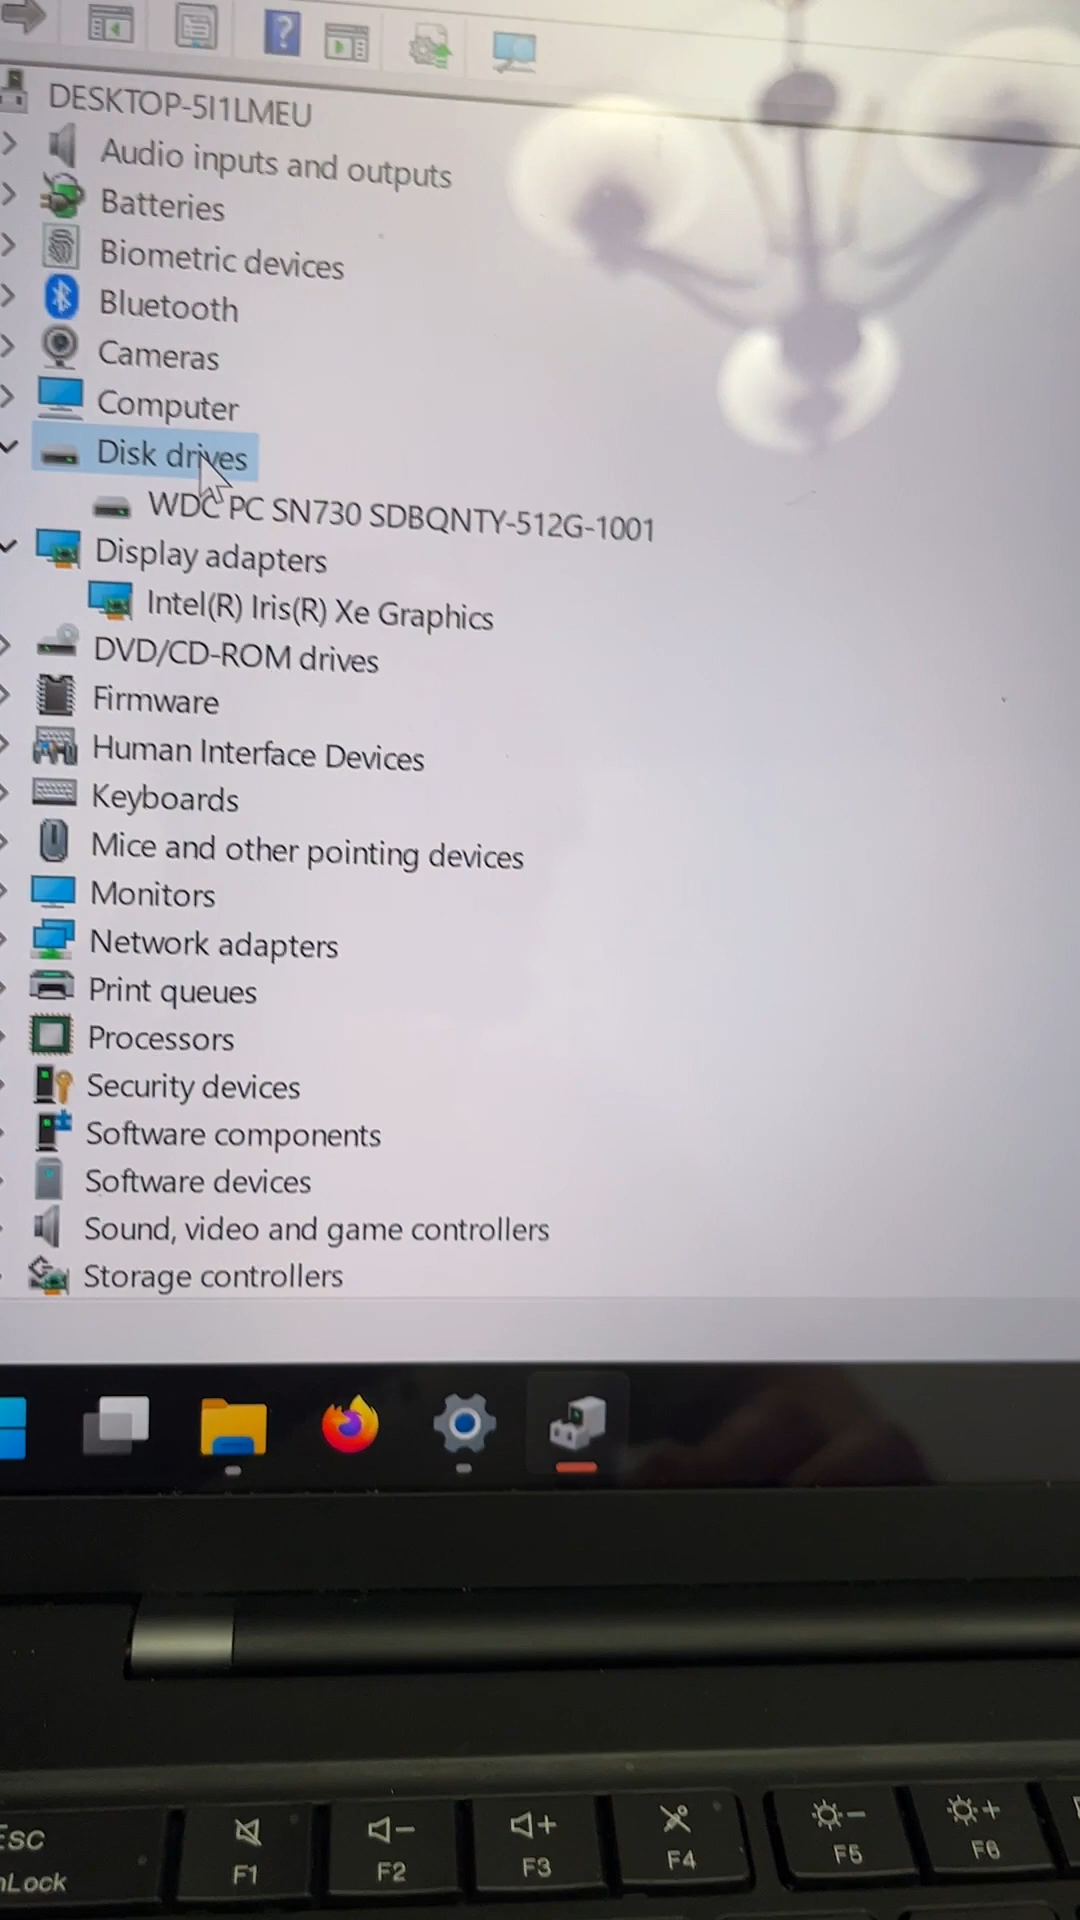 DESKTOP-5I1LMEU
Audio inputs and outputs
Batteries
Biometric devices
Bluetooth
Cameras
Computer
Disk drives
WDC PC SN730 SDBQNTY-512G-1001
Display adapters
Intel(R) Iris(R) Xe Graphics
DVD/CD-ROM drives
Firmware
Human Interface Devices
Keyboards
Mice and other pointing devices
Monitors
Network adapters
Print queues
Processors
Security devices
Software components
Software devices
Sound, video and game controllers
Storage controllers
Esc
nLock
F1
F2
F3
F4
F5
F6